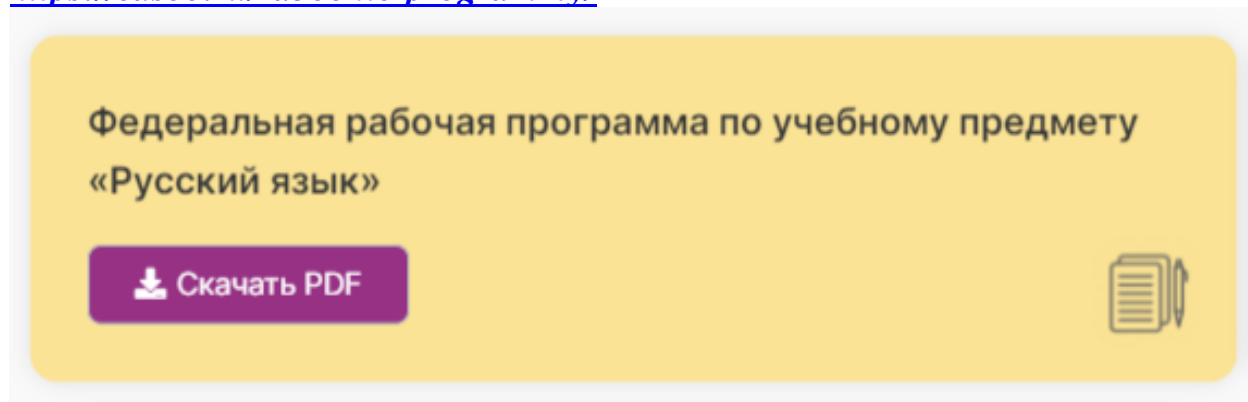 Федеральная рабочая программа по учебному предмету
«Русский язык»
Скачать PDF